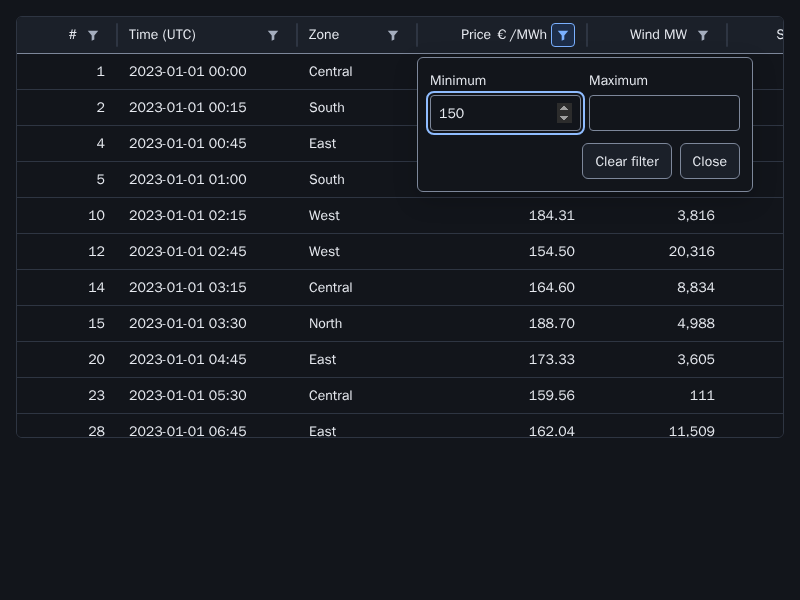 # Time (UTC) Zone Price € /MWh Wind MW S
1 2023-01-01 00:00 Central
Minimum Maximum
2 2023-01-01 00:15 South
150
4 2023-01-01 00:45 East
Clear filter Close
5 2023-01-01 01:00 South
10 2023-01-01 02:15 West 184.31 3,816
12 2023-01-01 02:45 West 154.50 20,316
14 2023-01-01 03:15 Central 164.60 8,834
15 2023-01-01 03:30 North 188.70 4,988
20 2023-01-01 04:45 East 173.33 3,605
23 2023-01-01 05:30 Central 159.56 111
28 2023-01-01 06:45 East 162.04 11,509